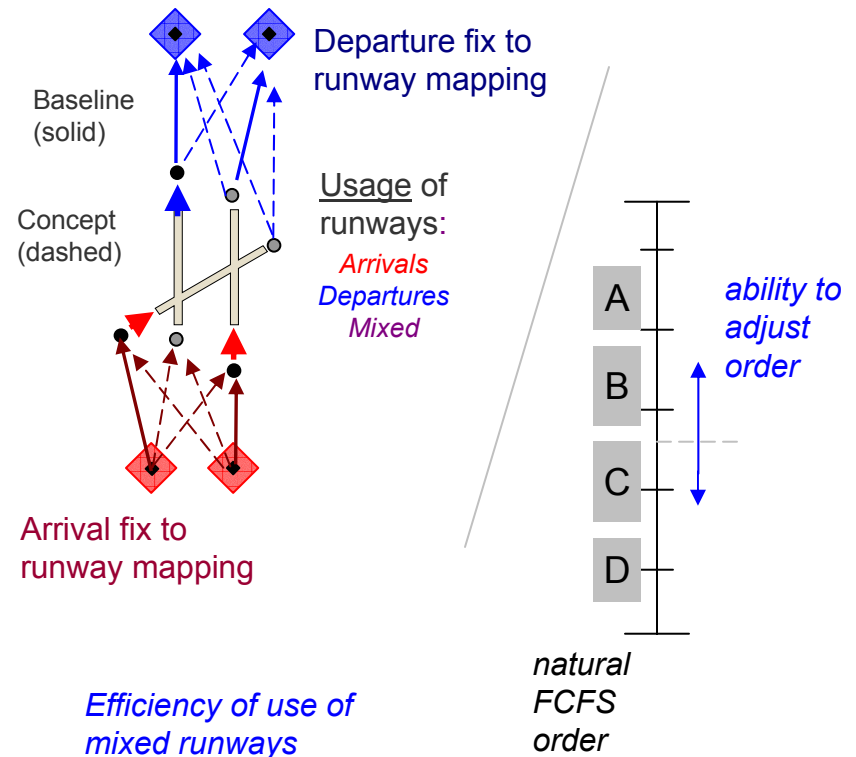 Departure fix to
runway mapping
Baseline
(solid)
Concept
(dashed)
Usage of
runways:
Arrivals
Departures
Mixed
Arrival fix to
runway mapping
Efficiency of use of
mixed runways
A
B
C
D
ability to
adjust
order
natural
FCFS
order